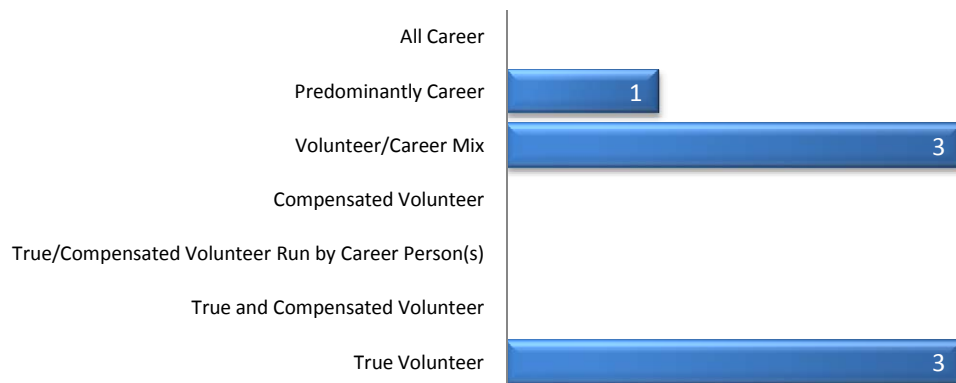 All Career
Predominantly Career 1
Volunteer/Career Mix 3
Compensated Volunteer
True/Compensated Volunteer Run by Career Person(s)
True and Compensated Volunteer
True Volunteer 3